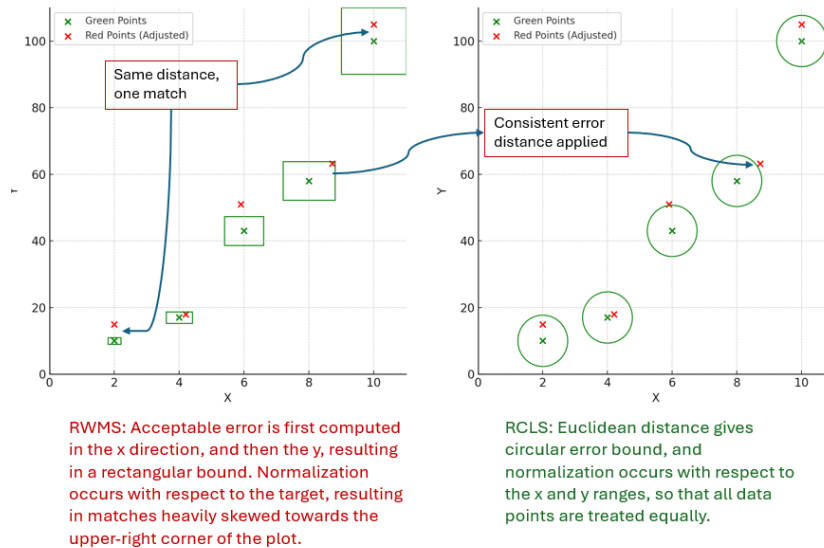 Green Points
Red Points (Adjusted)
100
80
60
40
20
0
2
4
6
8
10
X
Same distance,
one match
Green Points
Red Points (Adjusted)
Y
100
80
60
40
20
0
0
2
4
6
8
10
X
Consistent error
distance applied
RWMS: Acceptable error is first computed
in the x direction, and then the y, resulting
in a rectangular bound. Normalization
occurs with respect to the target, resulting
in matches heavily skewed towards the
upper-right corner of the plot.
RCLS: Euclidean distance gives
circular error bound, and
normalization occurs with respect to
the x and y ranges, so that all data
points are treated equally.